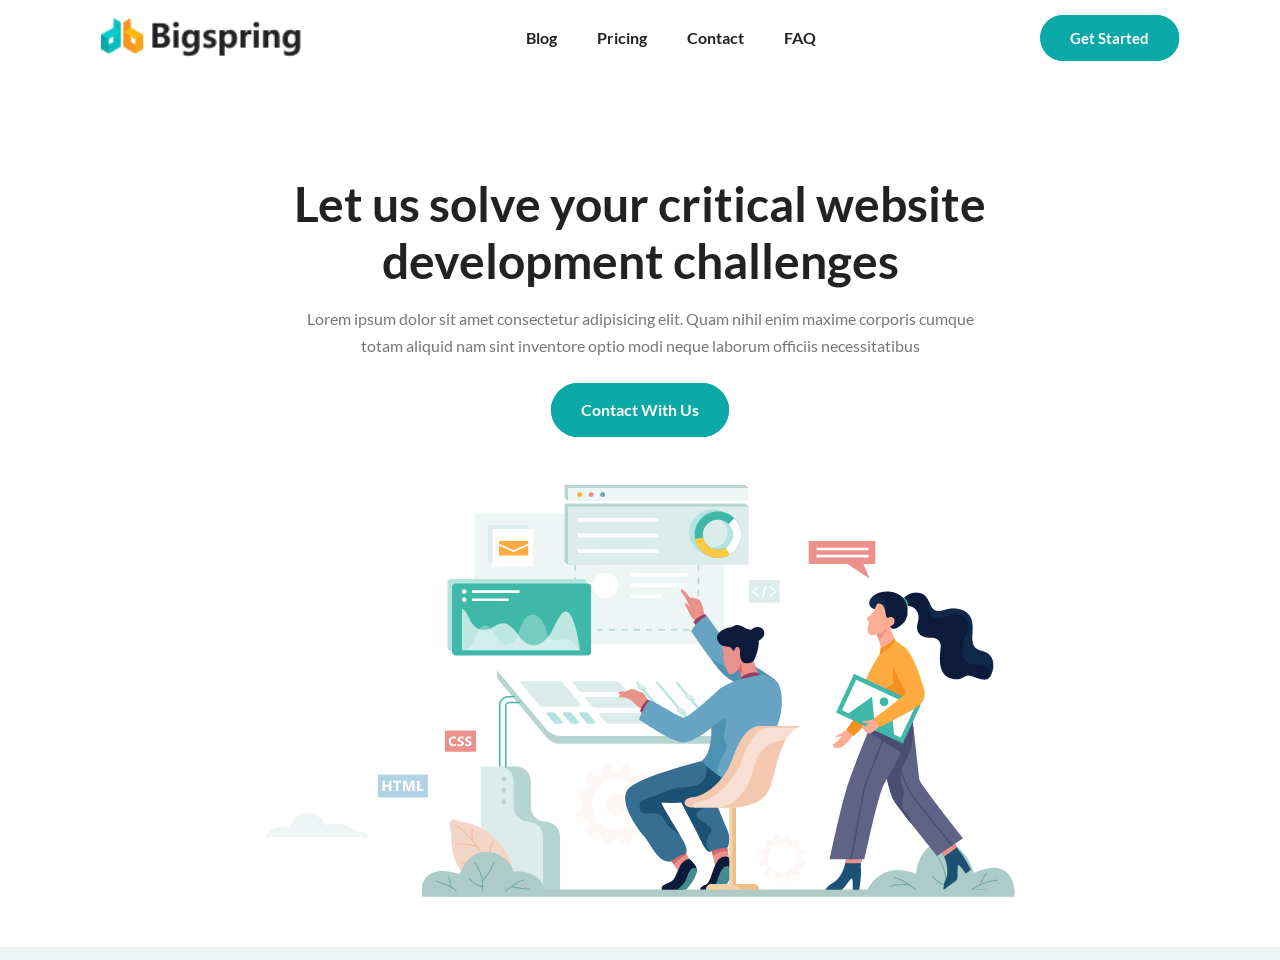 Bigspring
Blog Pricing Contact FAQ
Get Started
Let us solve your critical website
development challenges
Lorem ipsum dolor sit amet consectetur adipisicing elit. Quam nihil enim maxime corporis cumque
totam aliquid nam sint inventore optio modi neque laborum officiis necessitatibus
Contact With Us
</>
CSS
HTML